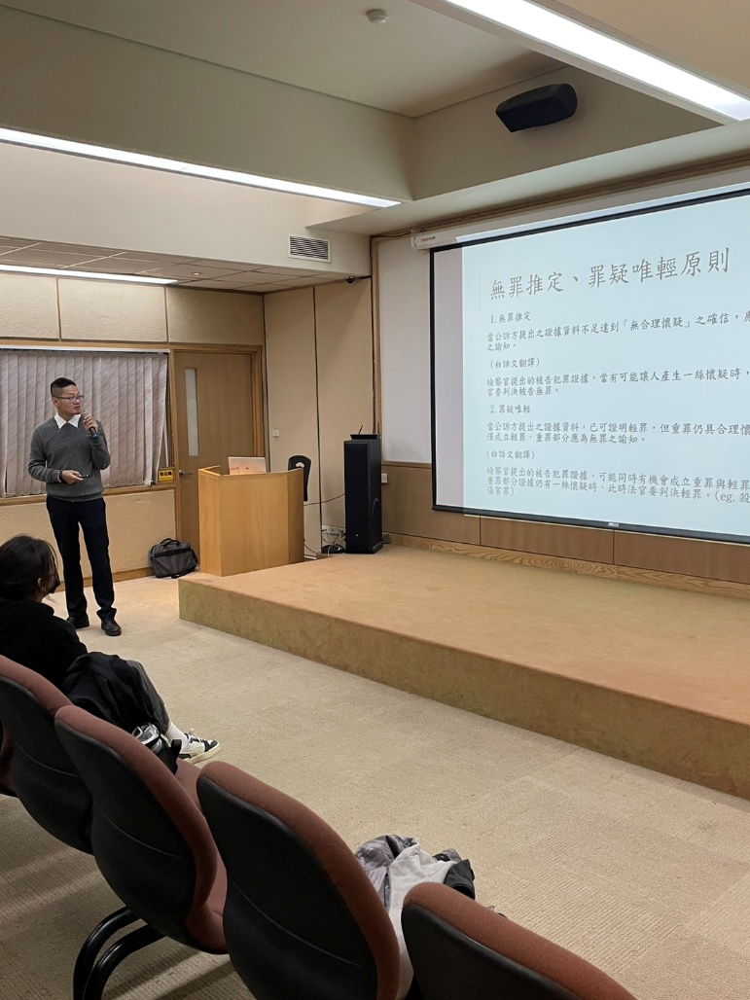 無罪推定、罪疑唯輕原則
1. 無罪推定
當公訴方提出之證據資料不足達到「無合理懷疑」之確信,應
之諭知。
(白話文翻譯)
檢察官提出的被告犯罪證據,當有可能讓人產生一絲懷疑時,
官要判決被告無罪。
2. 罪疑唯輕
當公訴方提出之證據資料,已可證明輕罪,但重罪仍具合理懷
僅成立輕罪,重罪部分應為無罪之諭知。
(白話文翻譯)
檢察官提出的被告犯罪證據,可能同時有機會成立重罪與輕罪
重罪部分證據仍有一絲懷疑時,此時法官要判決輕罪。(eg.殺
傷害罪)